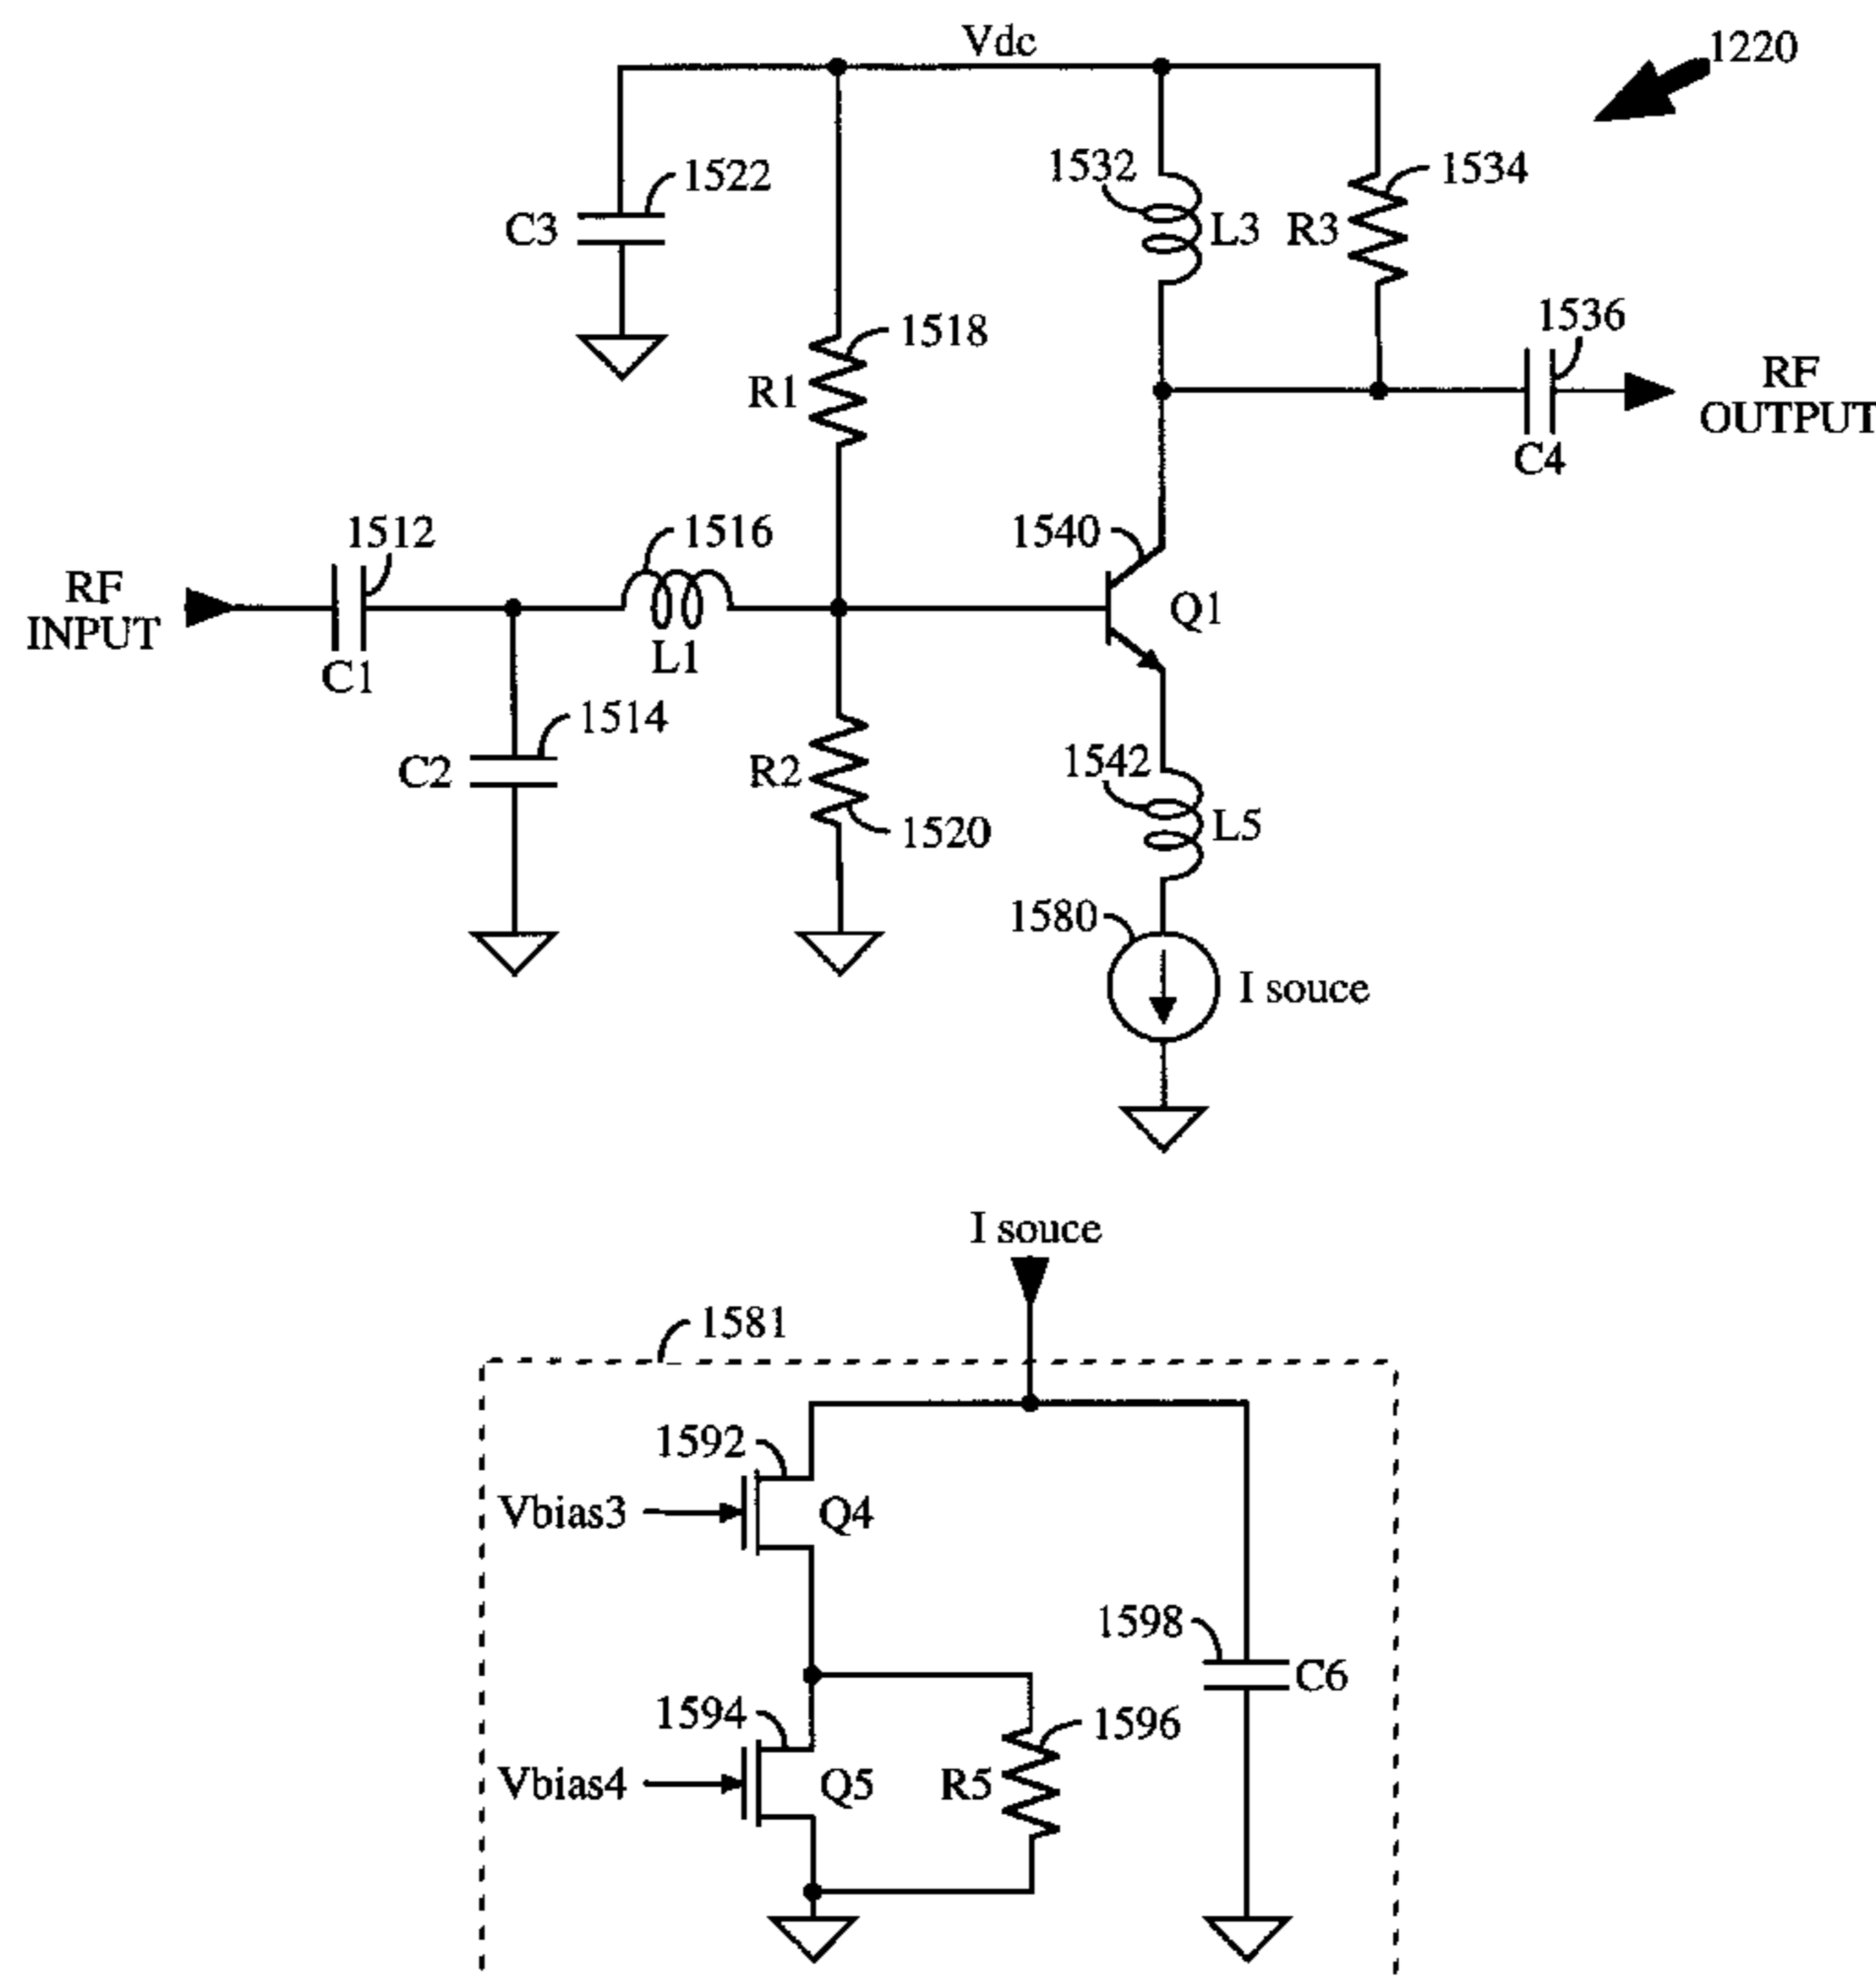 Vdc
1220
1522
C3
1532
L3
1534
R3
1518
R1
1536
C4
RF
OUTPUT
1512
RF
INPUT
C1
1516
L1
1540
Q1
1514
C2
R2
1520
1542
L5
1580
I souce
I souce
1581
1592
Vbias3
Q4
1598
C6
1594
Vbias4
Q5
1596
R5